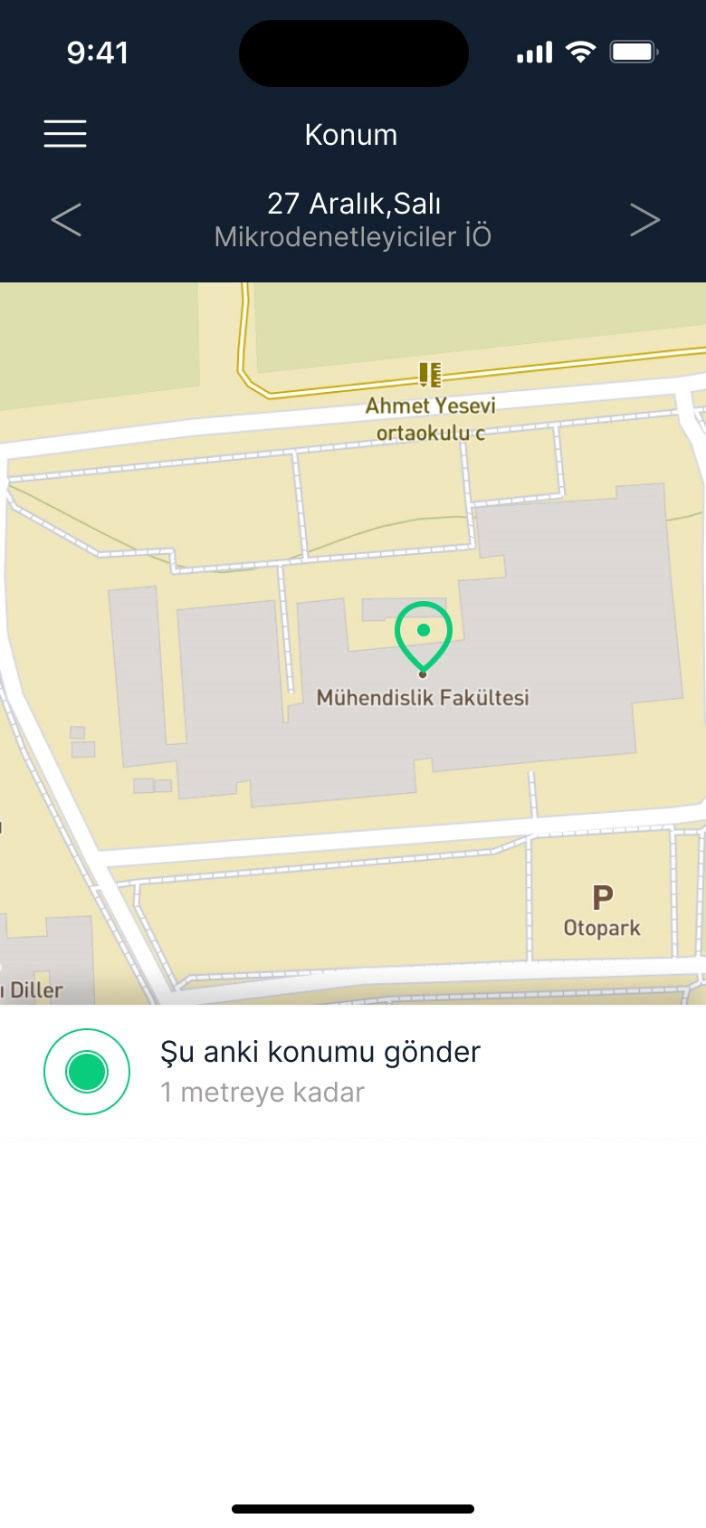 9:41
Konum
<
27 Aralık,Salı
>
Mikrodenetleyiciler İÖ
Ahmet Yesevi
ortaokulu c
Mühendislik Fakültesi
P
Otopark
ı Diller
Şu anki konumu gönder
1 metreye kadar